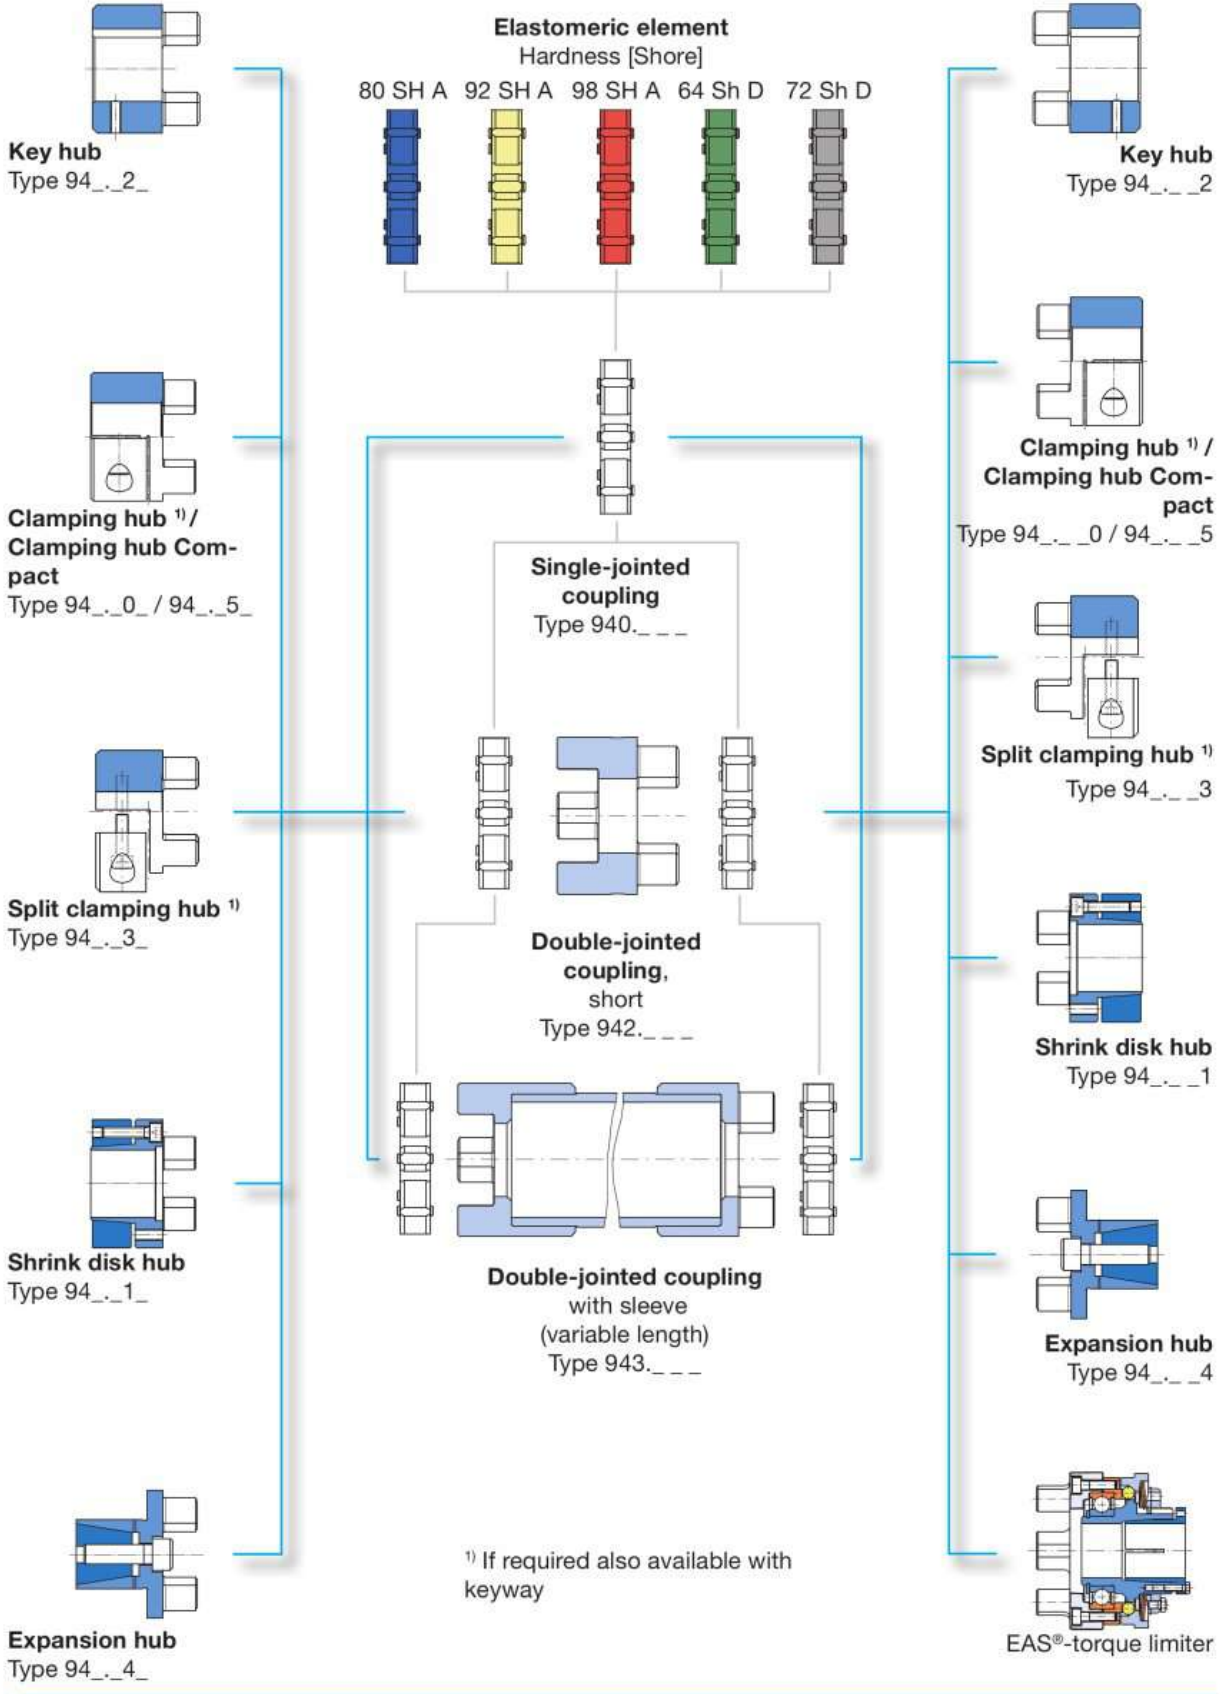 Elastomeric element
Hardness [Shore]
80 SH A 92 SH A 98 SH A 64 Sh D 72 Sh D
Key hub
Type 94_._2_
Clamping hub 1) /
Clamping hub Com-
pact
Type 94_._0_ / 94_._5_
Split clamping hub 1)
Type 94_._3_
Shrink disk hub
Type 94_._1_
Expansion hub
Type 94_._4_
Single-jointed
coupling
Type 940._ _ _
Double-jointed
coupling,
short
Type 942._ _ _
Double-jointed coupling
with sleeve
(variable length)
Type 943._ _ _
1) If required also available with
keyway
Key hub
Type 94_._ _2
Clamping hub 1) /
Clamping hub Com-
pact
Type 94_._ _0 / 94_._ _5
Split clamping hub 1)
Type 94_._ _3
Shrink disk hub
Type 94_._ _1
Expansion hub
Type 94_._ _4
EAS®-torque limiter